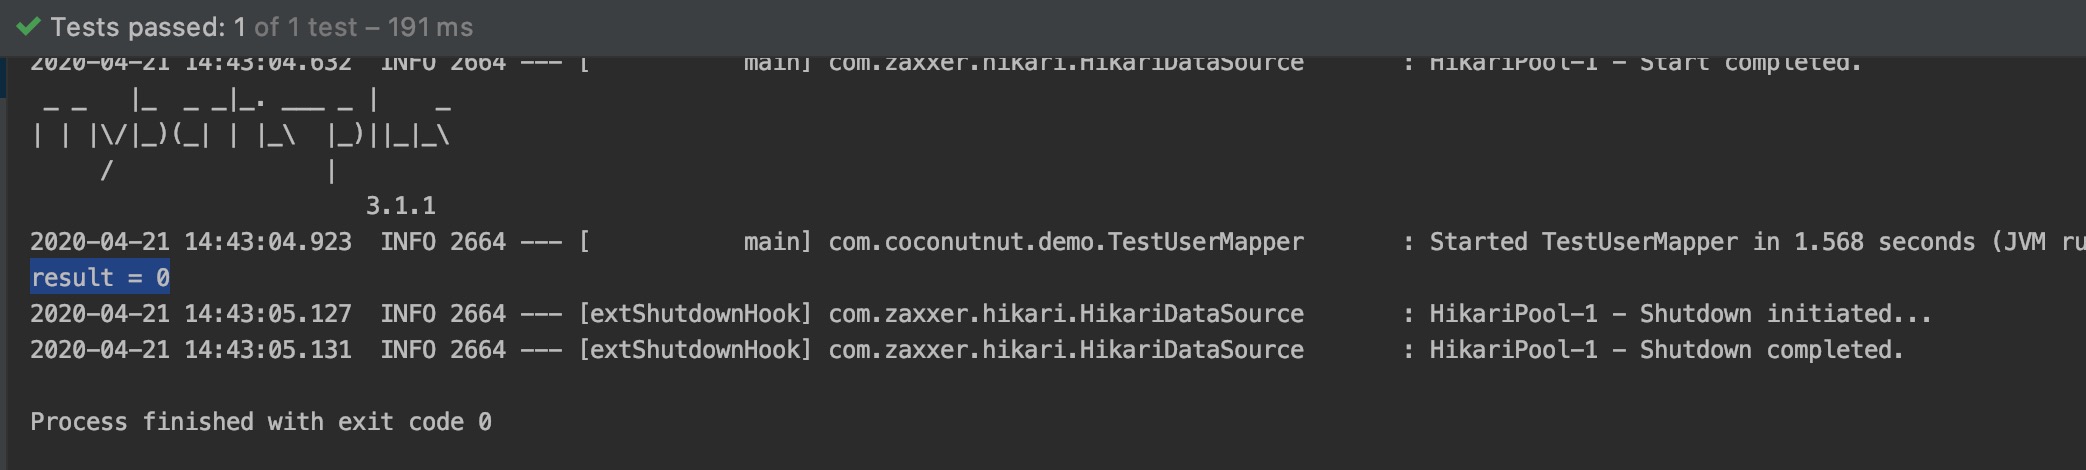 Tests passed: 1 of 1 test – 191 ms
2020-04-21 14:43:04.632  INFO 2664 --- [           main] com.zaxxer.hikari.HikariDataSource       : HikariPool-1 - Start completed.
 _ _   |_  _ _|_. ___ _ |    _
| | |\/|_)(_| | |_\  |_)||_|_\
     /               |
                        3.1.1
2020-04-21 14:43:04.923  INFO 2664 --- [           main] com.coconutnut.demo.TestUserMapper       : Started TestUserMapper in 1.568 seconds (JVM ru
result = 0
2020-04-21 14:43:05.127  INFO 2664 --- [extShutdownHook] com.zaxxer.hikari.HikariDataSource       : HikariPool-1 - Shutdown initiated...
2020-04-21 14:43:05.131  INFO 2664 --- [extShutdownHook] com.zaxxer.hikari.HikariDataSource       : HikariPool-1 - Shutdown completed.
Process finished with exit code 0